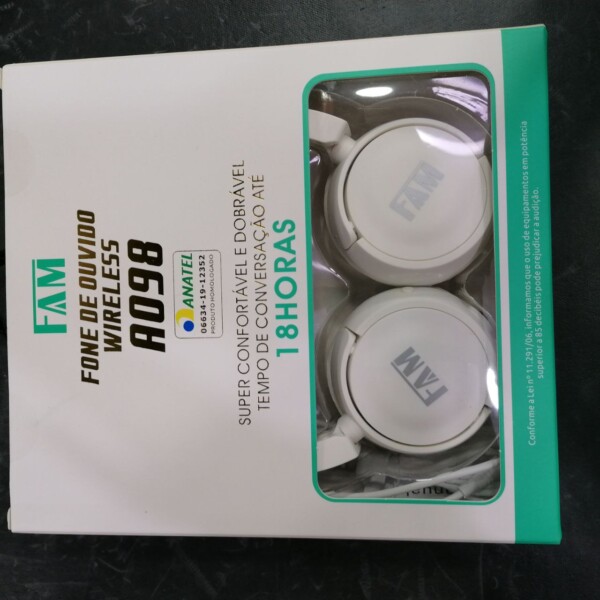 FAM
FONE DE OUVIDO
WIRELESS
A098
ANATEL
06634-19-12352
PRODUTO HOMOLOGADO
SUPER CONFORTÁVEL E DOBRÁVEL
TEMPO DE CONVERSAÇÃO ATÉ
18HORAS
FAM
FAM
Conforme a Lei nº 11.291/06, informamos que o uso de equipamentos em potência
superior a 85 decibéis pode prejudicar a audição.